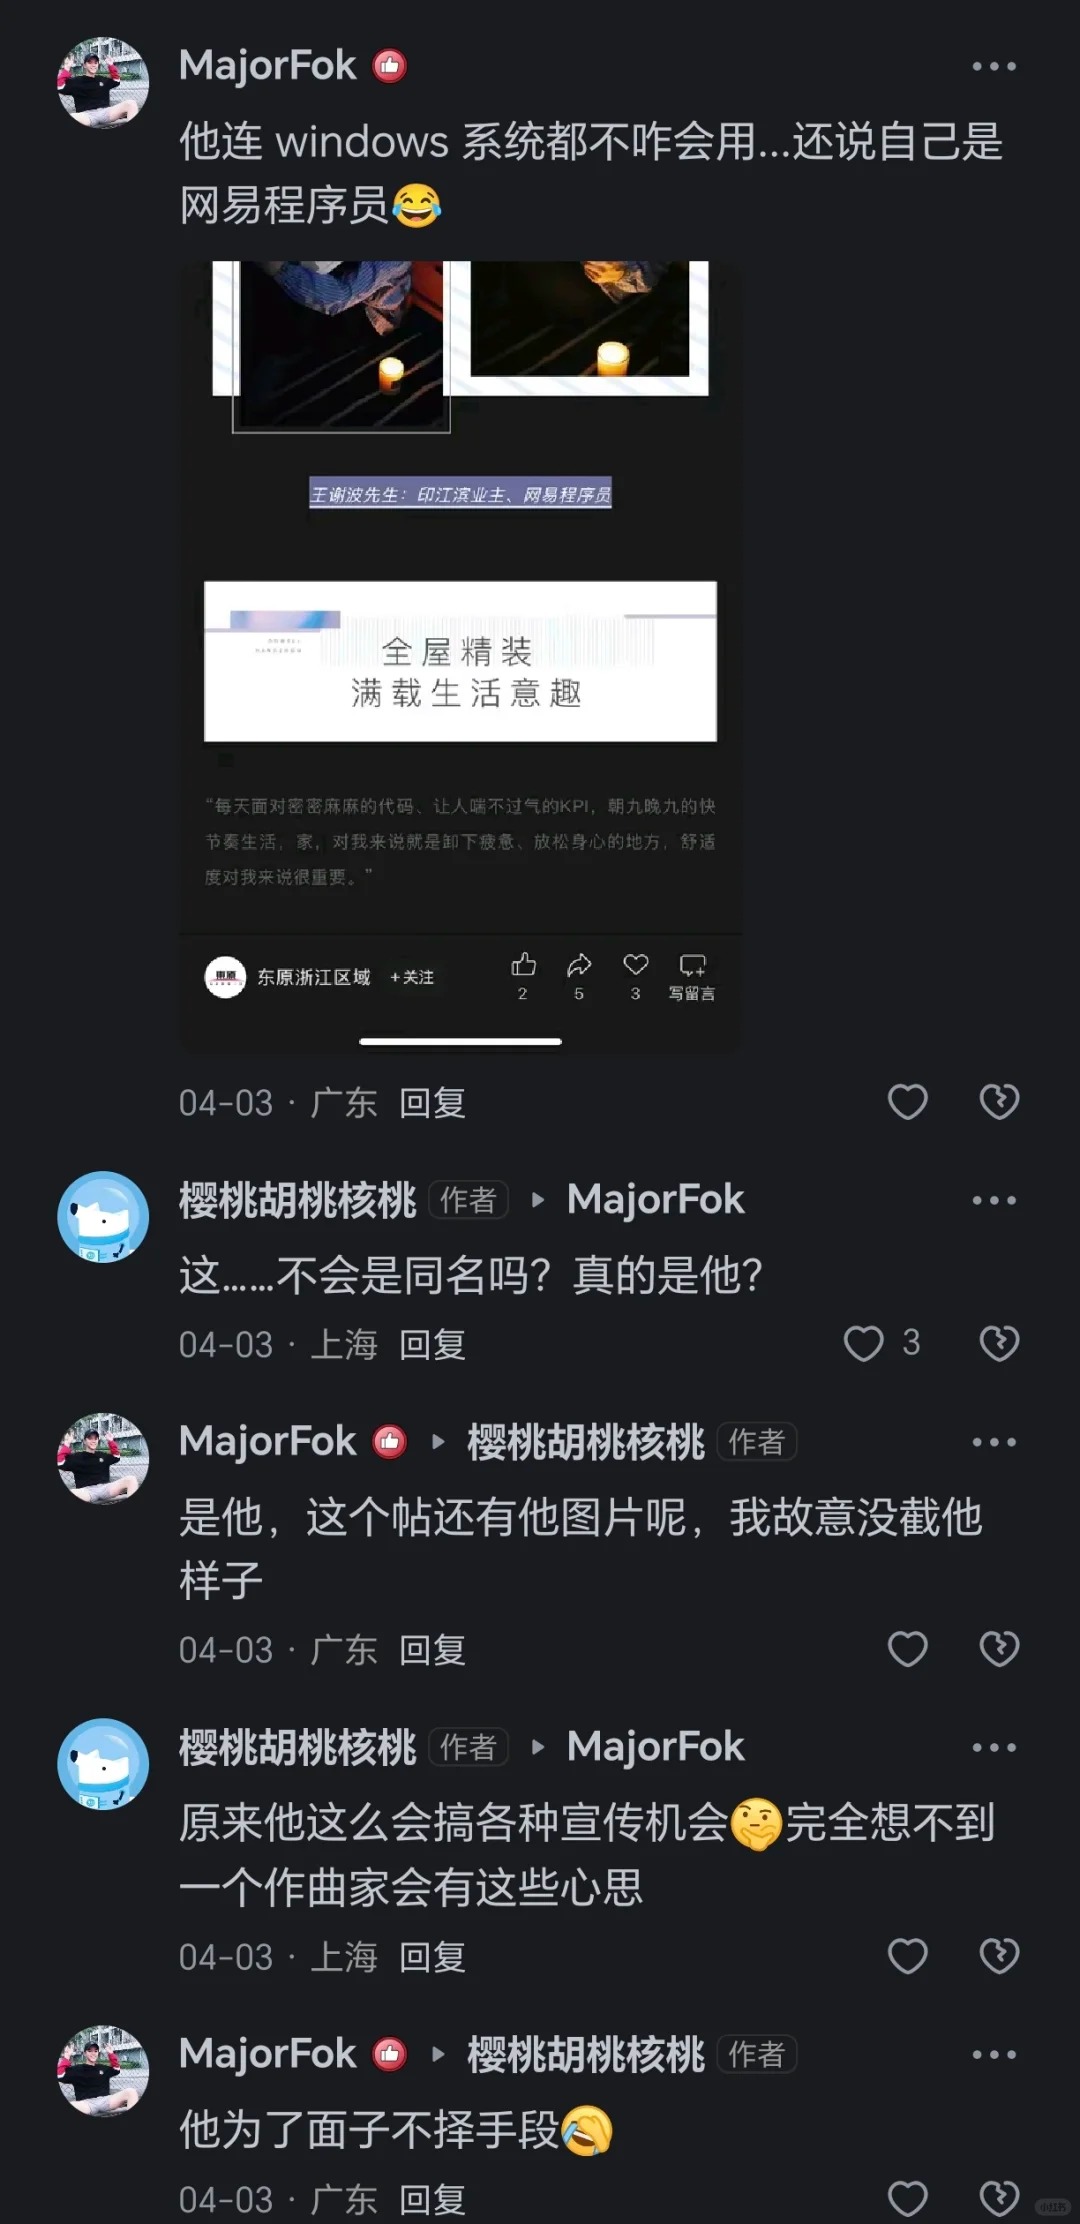 MajorFok
他连 windows 系统都不咋会用...还说自己是
网易程序员😂
王谢波先生：印江滨业主、网易程序员
全屋精装
满载生活意趣
“每天面对密密麻麻的代码、让人喘不过气的KPI，朝九晚九的快
节奏生活，家，对我来说就是卸下疲惫、放松身心的地方，舒适
度对我来说很重要。”
东原浙江区域 +关注
2 5 3 写留言
04-03 · 广东 回复
樱桃胡桃核桃 作者 ▸ MajorFok
这……不会是同名吗？真的是他？
04-03 · 上海 回复 3
MajorFok ▸ 樱桃胡桃核桃 作者
是他，这个帖还有他图片呢，我故意没截他
样子
04-03 · 广东 回复
樱桃胡桃核桃 作者 ▸ MajorFok
原来他这么会搞各种宣传机会🤔完全想不到
一个作曲家会有这些心思
04-03 · 上海 回复
MajorFok ▸ 樱桃胡桃核桃 作者
他为了面子不择手段🤣
04-03 · 广东 回复
小红书